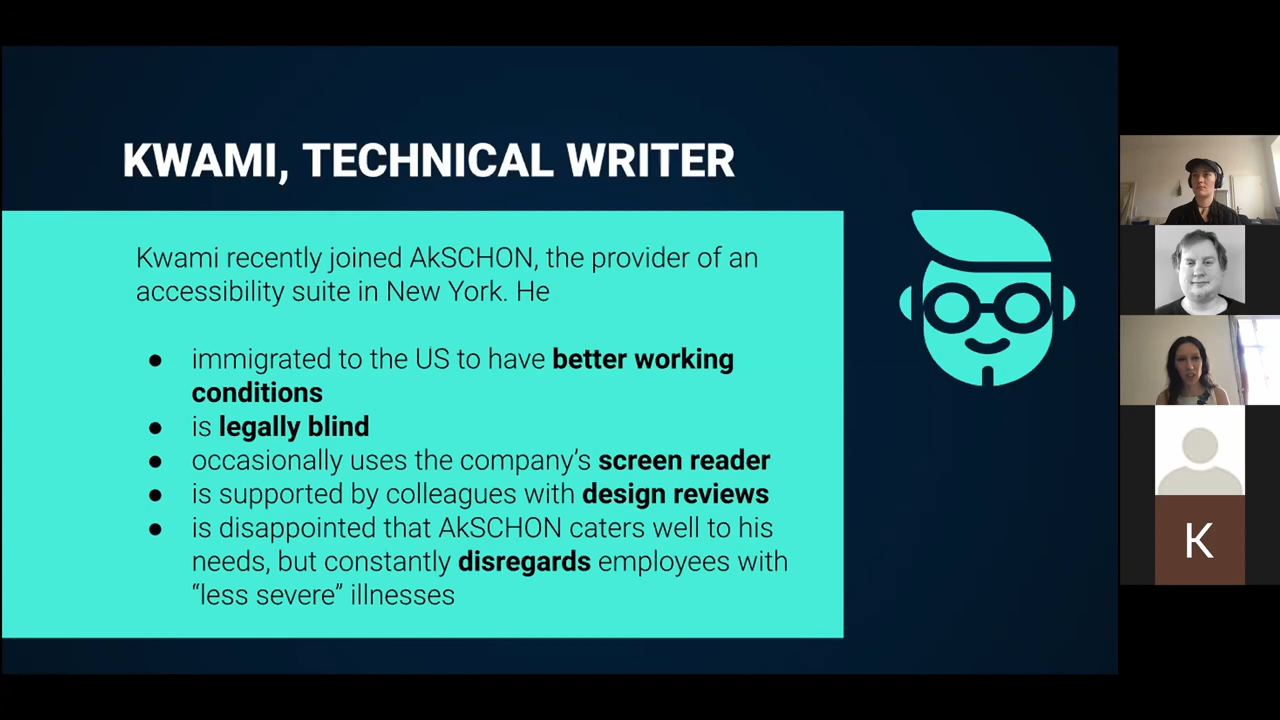 KWAMI, TECHNICAL WRITER
Kwami recently joined AkSCHON, the provider of an
accessibility suite in New York. He
● immigrated to the US to have better working
conditions
● is legally blind
● occasionally uses the company’s screen reader
● is supported by colleagues with design reviews
● is disappointed that AkSCHON caters well to his
needs, but constantly disregards employees with
“less severe” illnesses
K